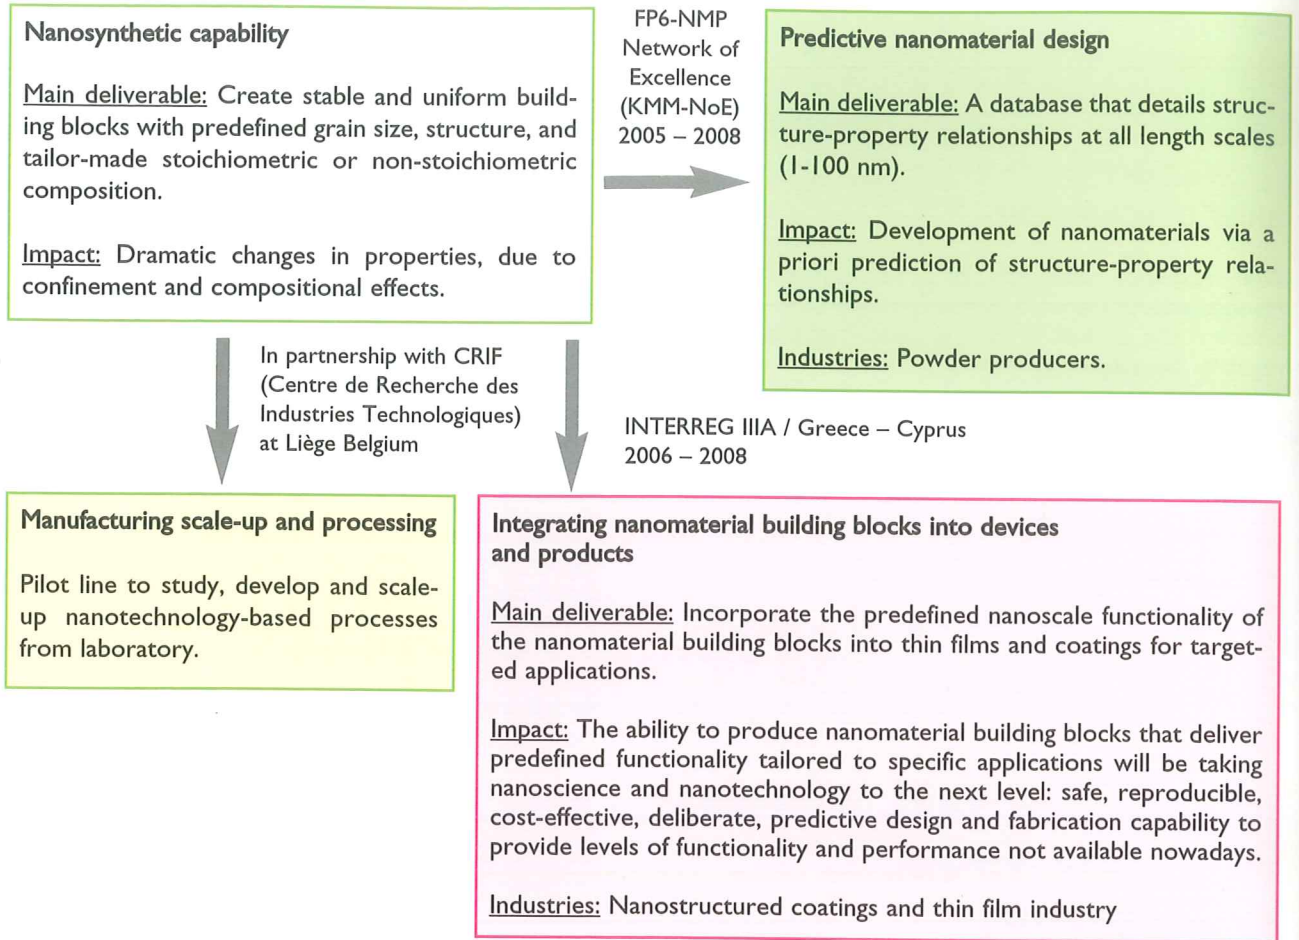 Nanosynthetic capability
Main deliverable: Create stable and uniform build-
ing blocks with predefined grain size, structure, and
tailor-made stoichiometric or non-stoichiometric
composition.
Impact: Dramatic changes in properties, due to
confinement and compositional effects.
FP6-NMP
Network of
Excellence
(KMM-NoE)
2005 – 2008
Predictive nanomaterial design
Main deliverable: A database that details struc-
ture-property relationships at all length scales
(1-100 nm).
Impact: Development of nanomaterials via a
priori prediction of structure-property rela-
tionships.
Industries: Powder producers.
In partnership with CRIF
(Centre de Recherche des
Industries Technologiques)
at Liège Belgium
INTERREG IIIA / Greece – Cyprus
2006 – 2008
Manufacturing scale-up and processing
Pilot line to study, develop and scale-
up nanotechnology-based processes
from laboratory.
Integrating nanomaterial building blocks into devices
and products
Main deliverable: Incorporate the predefined nanoscale functionality of
the nanomaterial building blocks into thin films and coatings for target-
ed applications.
Impact: The ability to produce nanomaterial building blocks that deliver
predefined functionality tailored to specific applications will be taking
nanoscience and nanotechnology to the next level: safe, reproducible,
cost-effective, deliberate, predictive design and fabrication capability to
provide levels of functionality and performance not available nowadays.
Industries: Nanostructured coatings and thin film industry